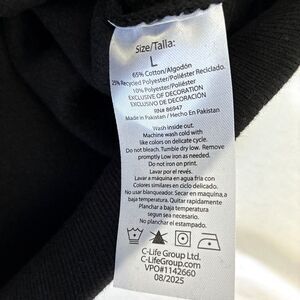 Size/Talla:
L
65% Cotton/Algodón
25% Recycled Polyester/Poliéster Reciclado.
10% Polyester/Poliéster
EXCLUSIVE OF DECORATION
EXCLUSIVO DE DECORACIÓN
RN# 86947
Made in Pakistan / Hecho En Pakistan
Wash inside out.
Machine wash cold with
like colors on delicate cycle.
Do not bleach. Tumble dry low. Remove
promptly Low iron as needed.
Do not iron on print.
Lavar por el revés.
Lavar a máquina en agua fría con
Colores similares en ciclo delicado.
No usar blanqueador. Secar en maquina,a
baja temperatura. Quitar rapidamente
Planchar a baja temperatura
segun sea necesario.
No planchar el estampado.
C-Life Group Ltd.
C-LifeGroup.com
VPO#1142660
08/2025